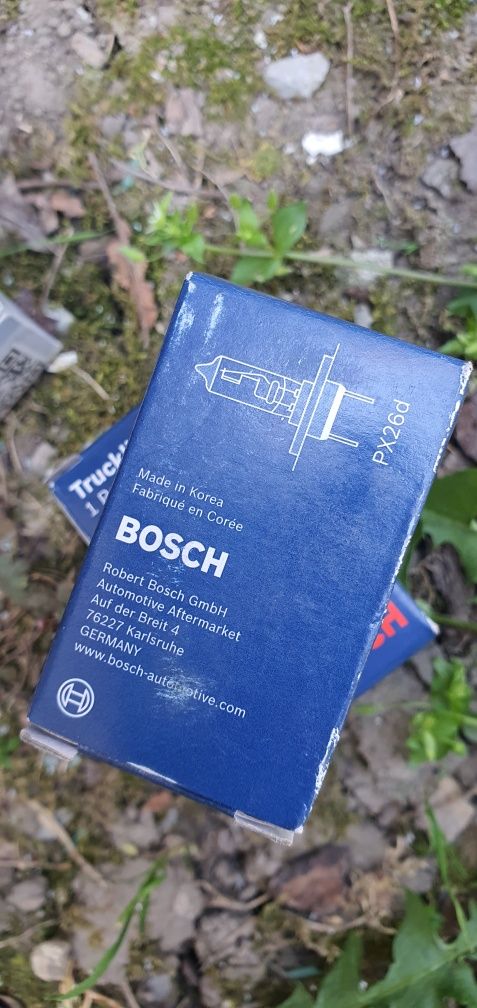 PX26d
Made in Korea
Fabriqué en Corée
BOSCH
Robert Bosch GmbH
Automotive Aftermarket
Auf der Breit 4
76227 Karlsruhe
GERMANY
www.bosch-automotive.com